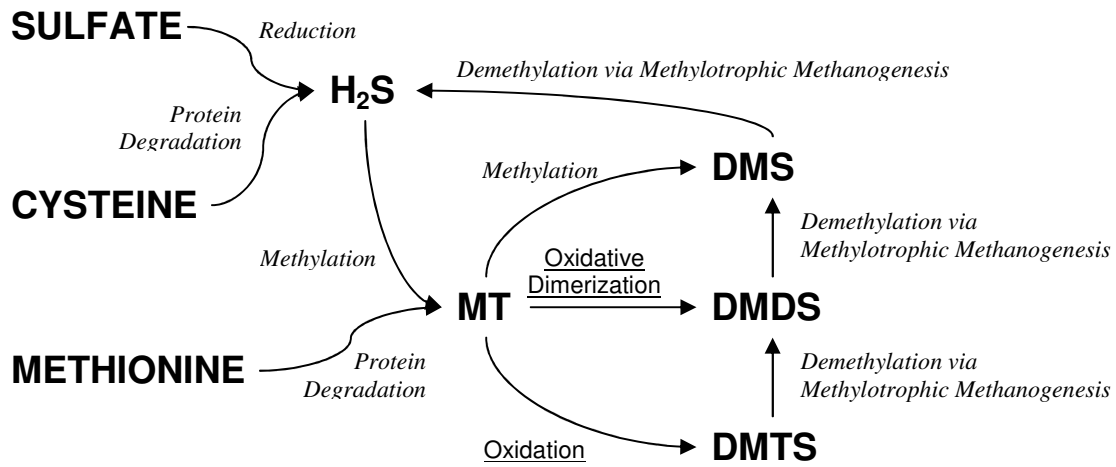 SULFATE
Reduction
Demethylation via Methylotrophic Methanogenesis
H₂S
Protein
Degradation
DMS
Methylation
CYSTEINE
Demethylation via
Methylotrophic Methanogenesis
Methylation
Oxidative
Dimerization
MT
DMDS
METHIONINE
Protein
Degradation
Demethylation via
Methylotrophic Methanogenesis
Oxidation
DMTS